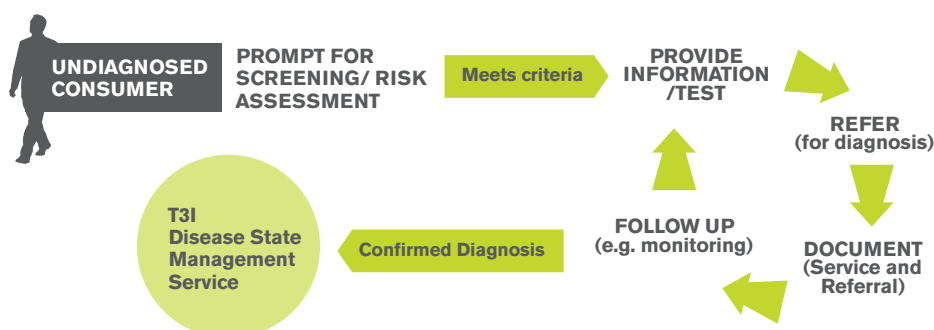 UNDIAGNOSED
CONSUMER
PROMPT FOR
SCREENING/ RISK
ASSESSMENT
Meets criteria
PROVIDE
INFORMATION
/TEST
REFER
(for diagnosis)
DOCUMENT
(Service and
Referral)
FOLLOW UP
(e.g. monitoring)
Confirmed Diagnosis
T3I
Disease State
Management
Service